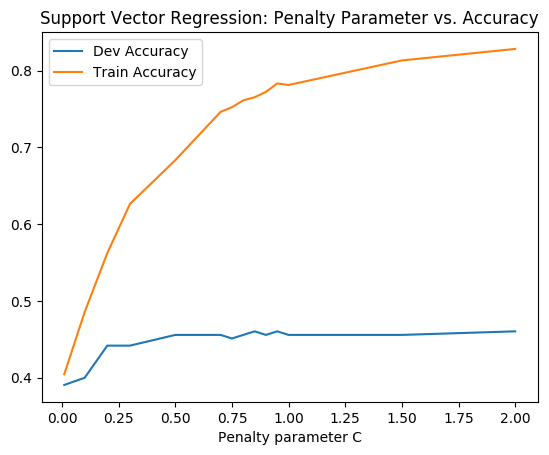 Support Vector Regression: Penalty Parameter vs. Accuracy
Dev Accuracy
Train Accuracy
0.8
0.7
0.6
0.5
0.4
0.00 0.25 0.50 0.75 1.00 1.25 1.50 1.75 2.00
Penalty parameter C